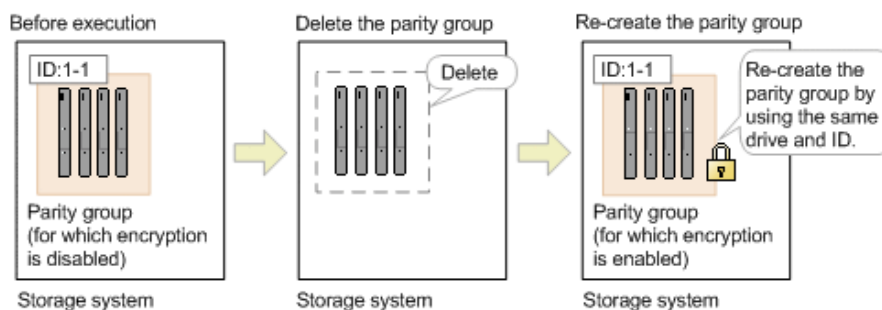 Before execution
ID:1-1
Parity group
(for which encryption
is disabled)
Storage system
Delete the parity group
Delete
Storage system
Re-create the parity group
ID:1-1
Re-create the
parity group by
using the same
drive and ID.
Parity group
(for which encryption
is enabled)
Storage system